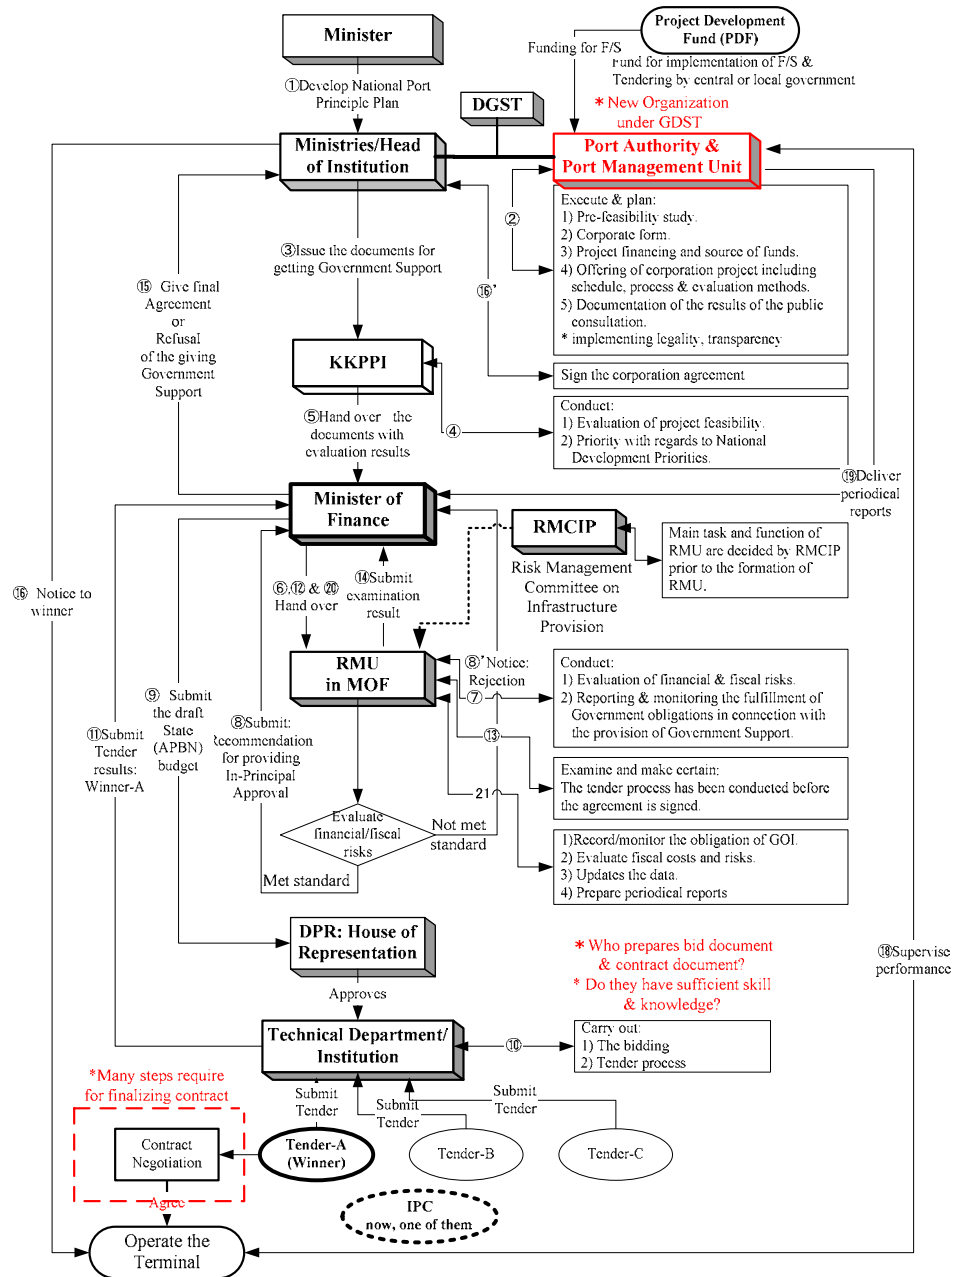 Minister
Project Development
Fund (PDF)
Funding for F/S
Fund for implementation of F/S &
Tendering by central or local government
①Develop National Port
Principle Plan
DGST
* New Organization
under GDST
Ministries/Head
of Institution
Port Authority &
Port Management Unit
②
Execute & plan:
1) Pre-feasibility study.
2) Corporate form.
3) Project financing and source of funds.
4) Offering of corporation project including
schedule, process & evaluation methods.
5) Documentation of the results of the public
consultation.
* implementing legality, transparency
③Issue the documents for
getting Government Support
⑮ Give final
Agreement
or
Refusal
of the giving
Government
Support
⑯'
KKPPI
Sign the corporation agreement
④
Conduct:
1) Evaluation of project feasibility.
2) Priority with regards to National
Development Priorities.
⑤Hand over the
documents with
evaluation results
⑲Deliver
periodical
reports
Minister of
Finance
RMCIP
Risk Management
Committee on
Infrastructure
Provision
Main task and function of
RMU are decided by RMCIP
prior to the formation of
RMU.
⑯ Notice to
winner
⑥,⑫ & ⑳
Hand over
⑭Submit
examination
result
RMU
in MOF
⑧'Notice:
Rejection
⑦
Conduct:
1) Evaluation of financial & fiscal risks.
2) Reporting & monitoring the fulfillment of
Government obligations in connection with
the provision of Government Support.
⑨ Submit
the draft
State
(APBN)
budget
⑪Submit
Tender
results:
Winner-A
⑧Submit:
Recommendation
for providing
In-Principal
Approval
⑬
Examine and make certain:
The tender process has been conducted before
the agreement is signed.
21
Evaluate
financial/fiscal
risks
Not met
standard
Met standard
1)Record/monitor the obligation of GOI.
2) Evaluate fiscal costs and risks.
3) Updates the data.
4) Prepare periodical reports
DPR: House of
Representation
* Who prepares bid document
& contract document?
* Do they have sufficient skill
& knowledge?
⑱Supervise
performance
Approves
Technical Department/
Institution
⑩
Carry out:
1) The bidding
2) Tender process
*Many steps require
for finalizing contract
Submit
Tender
Submit
Tender
Submit
Tender
Contract
Negotiation
Tender-A
(Winner)
Tender-B
Tender-C
Agree
IPC
now, one of them
Operate the
Terminal